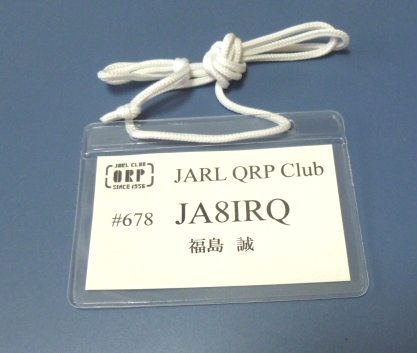 JARL CLUB
QRP
SINCE 1956
JARL QRP Club
#678 JA8IRQ
福島 誠